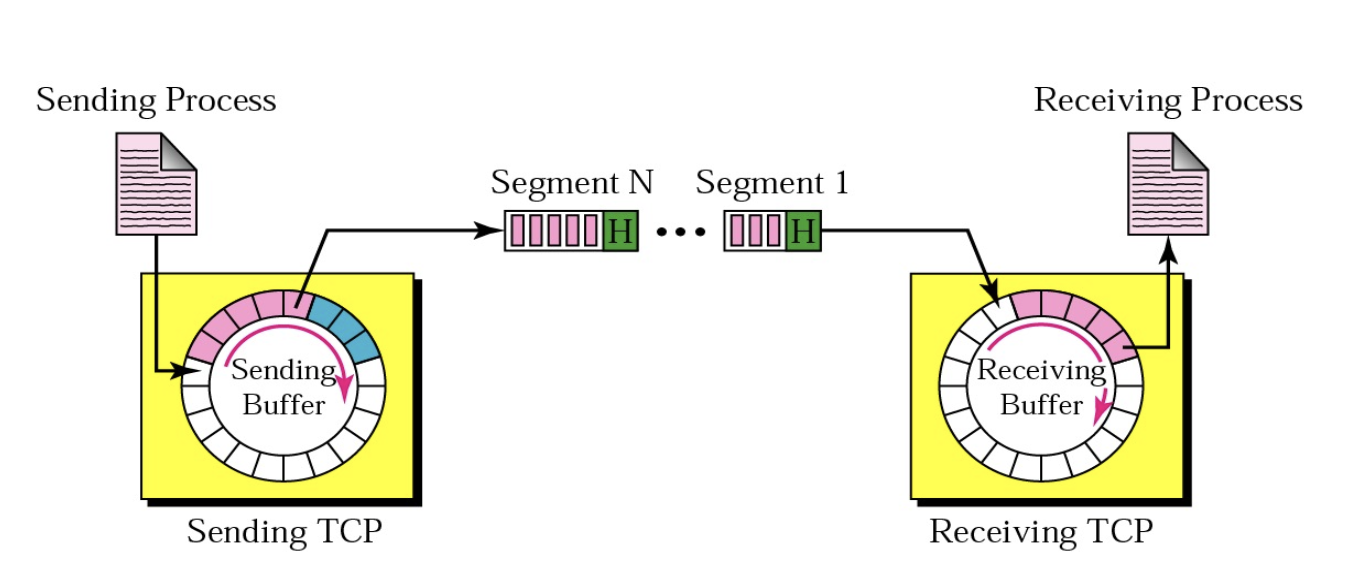 Sending Process
Receiving Process
Segment N
Segment 1
H
• • •
H
Sending
Buffer
Receiving
Buffer
Sending TCP
Receiving TCP